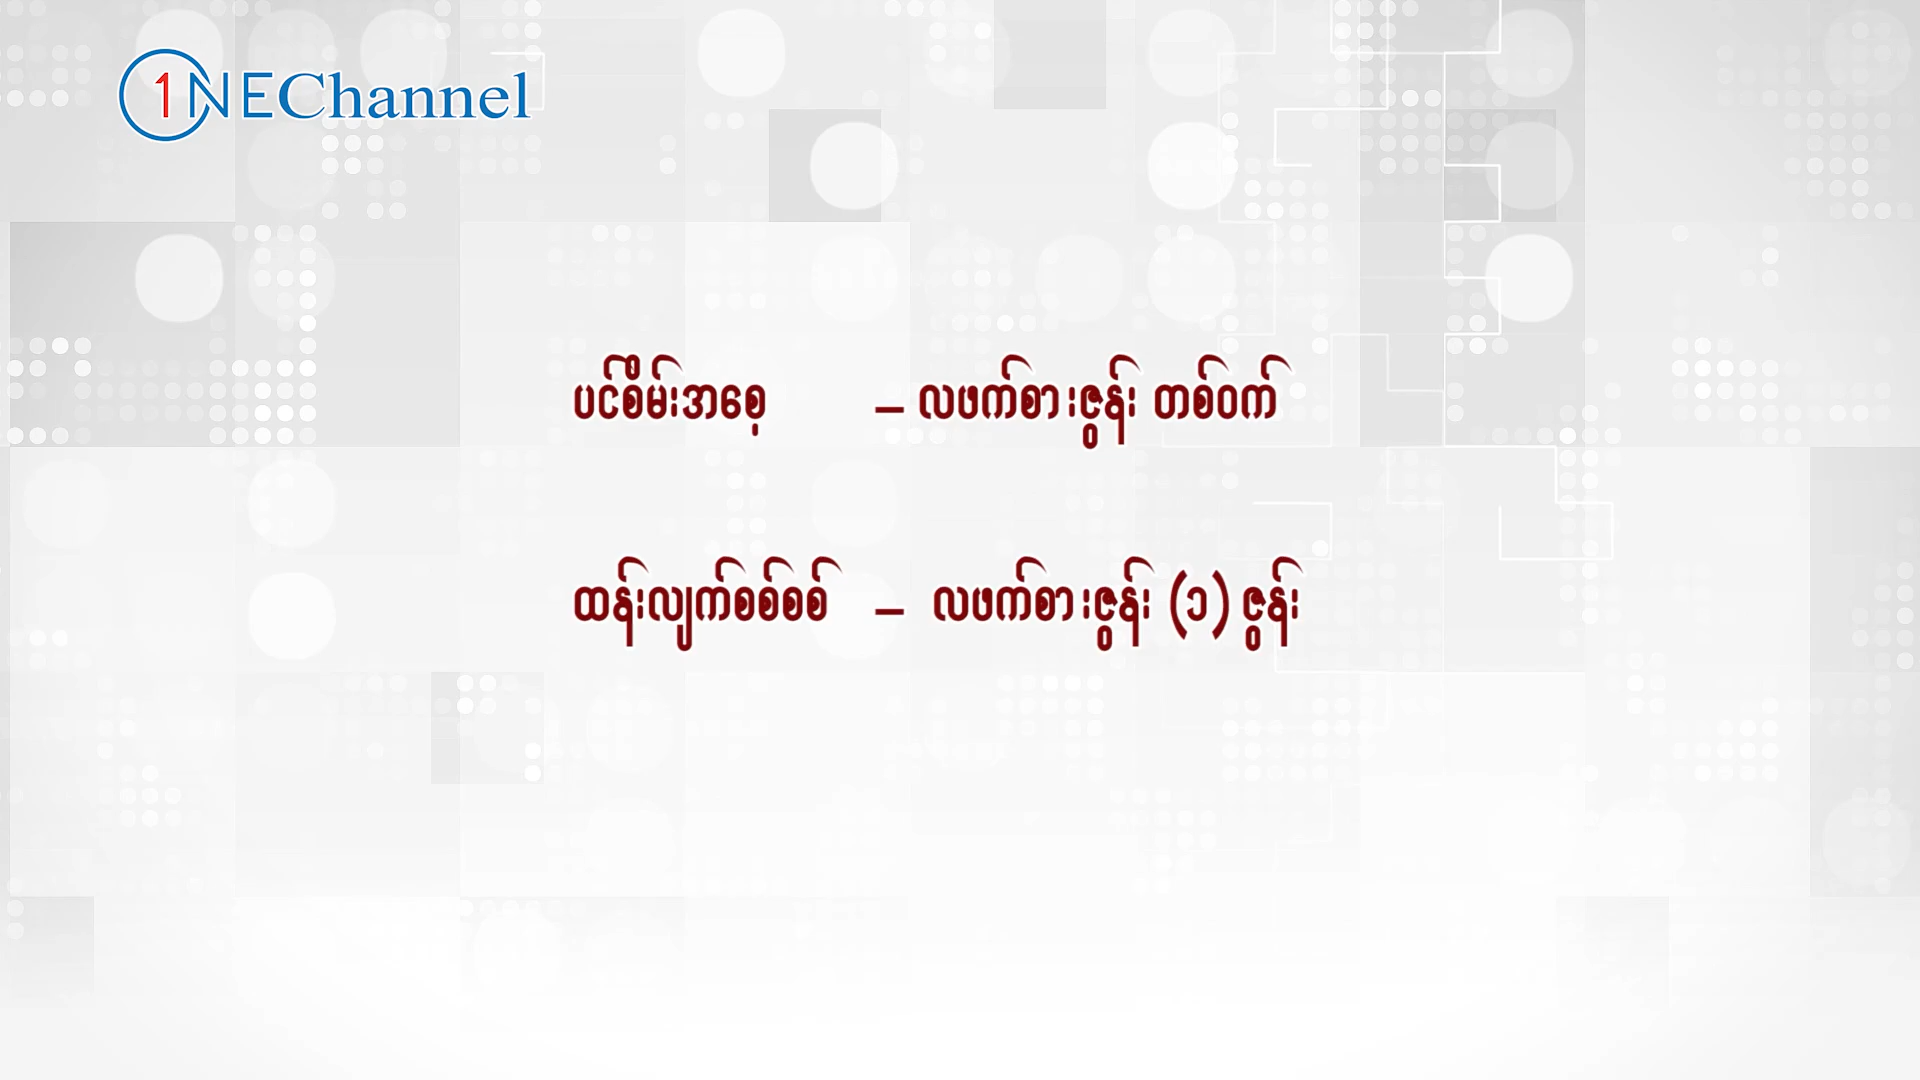 1NEChannel
ပင်စိမ်းအစေ့ – လဖက်စားဇွန်း တစ်ဝက်
ထန်းလျက်စစ်စစ် – လဖက်စားဇွန်း (၁) ဇွန်း